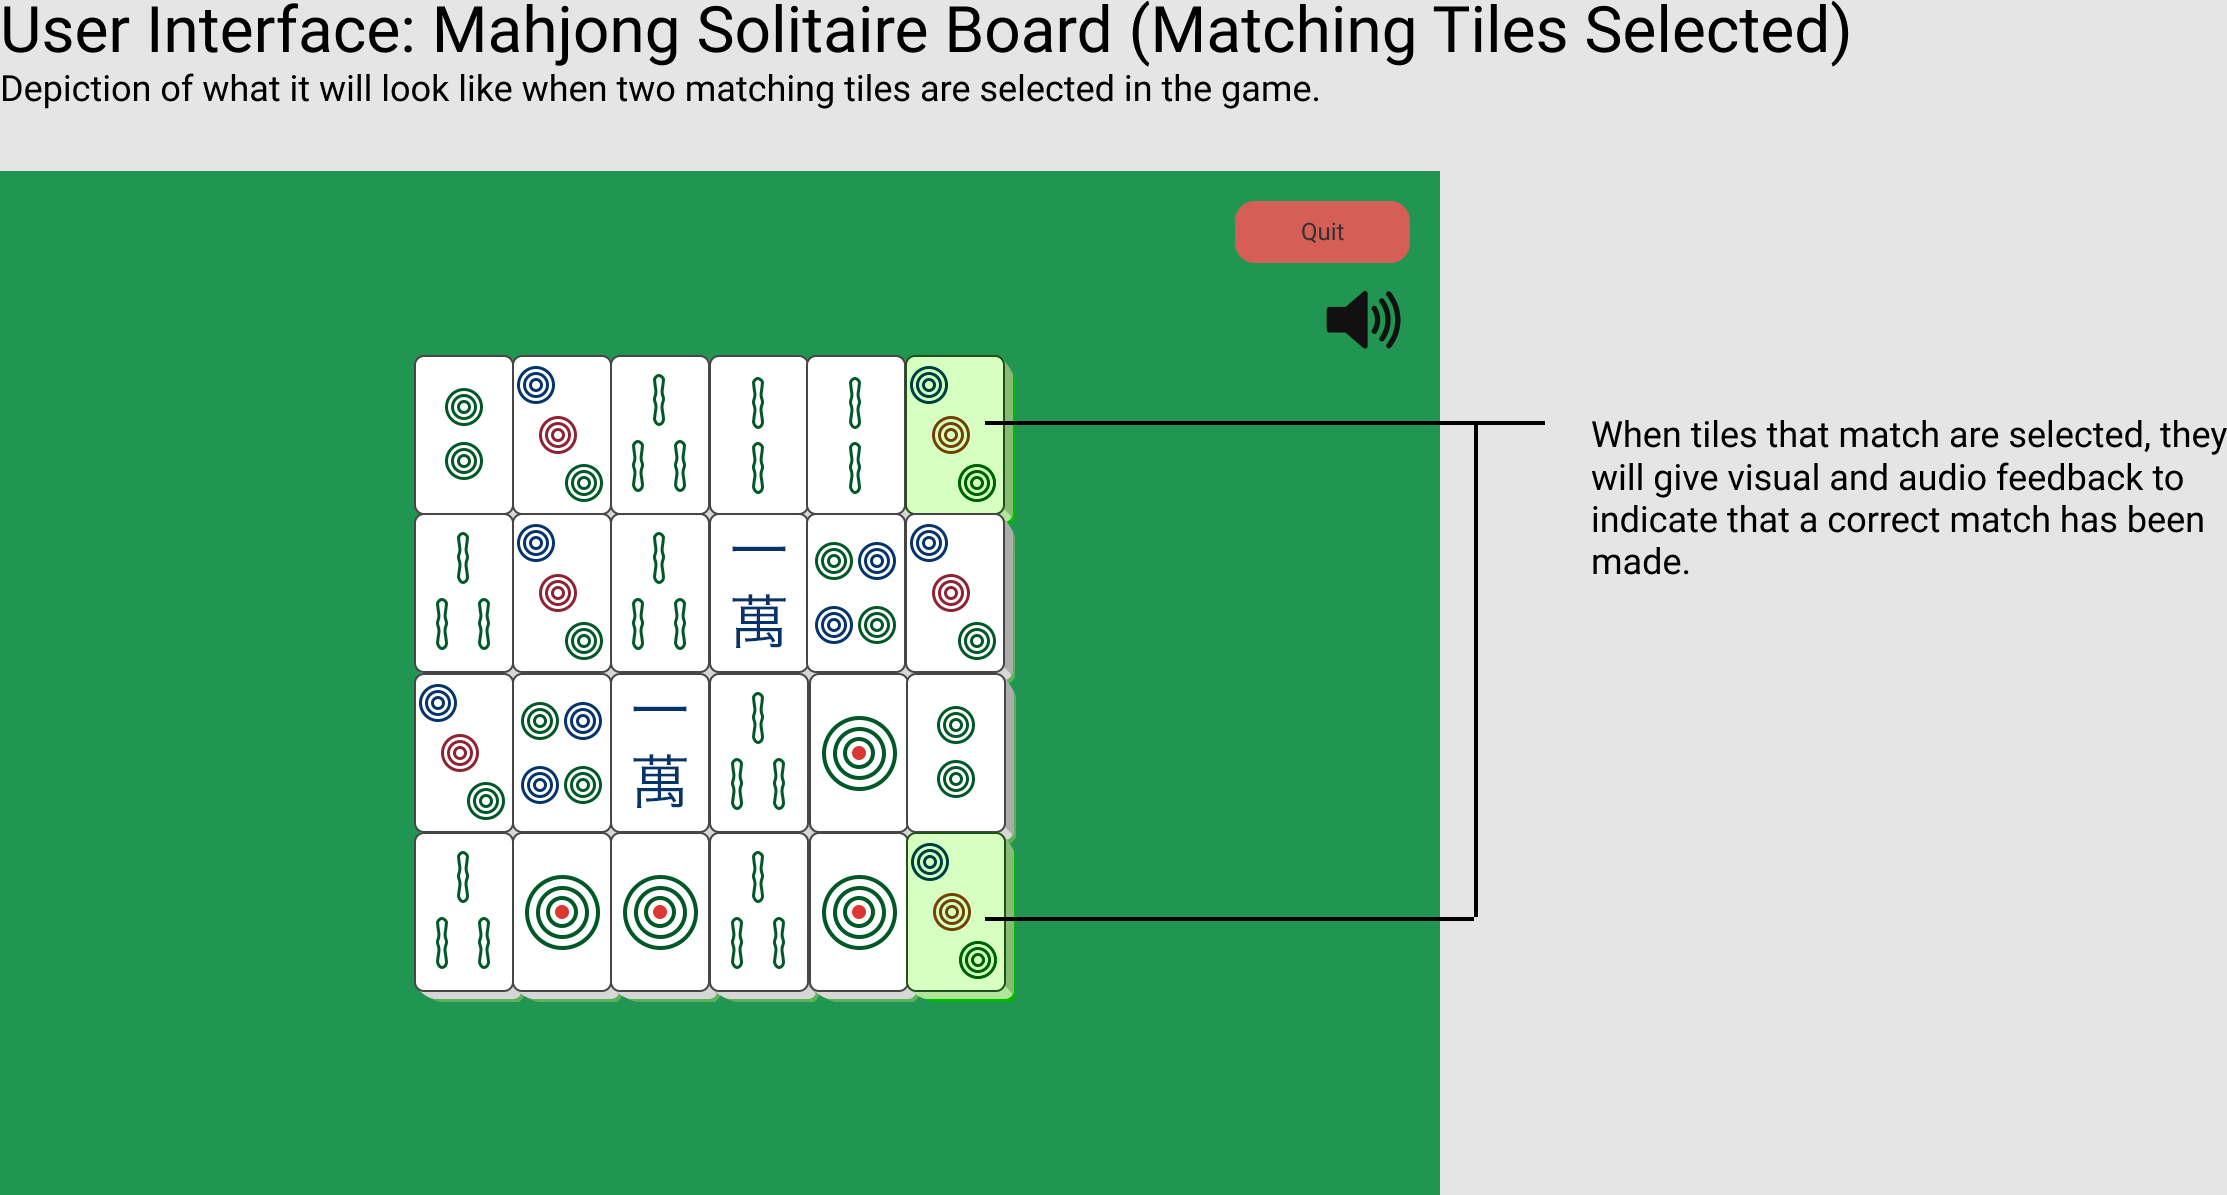 User Interface: Mahjong Solitaire Board (Matching Tiles Selected)
Depiction of what it will look like when two matching tiles are selected in the game.
Quit
When tiles that match are selected, they
will give visual and audio feedback to
indicate that a correct match has been
made.
一
萬
一
萬